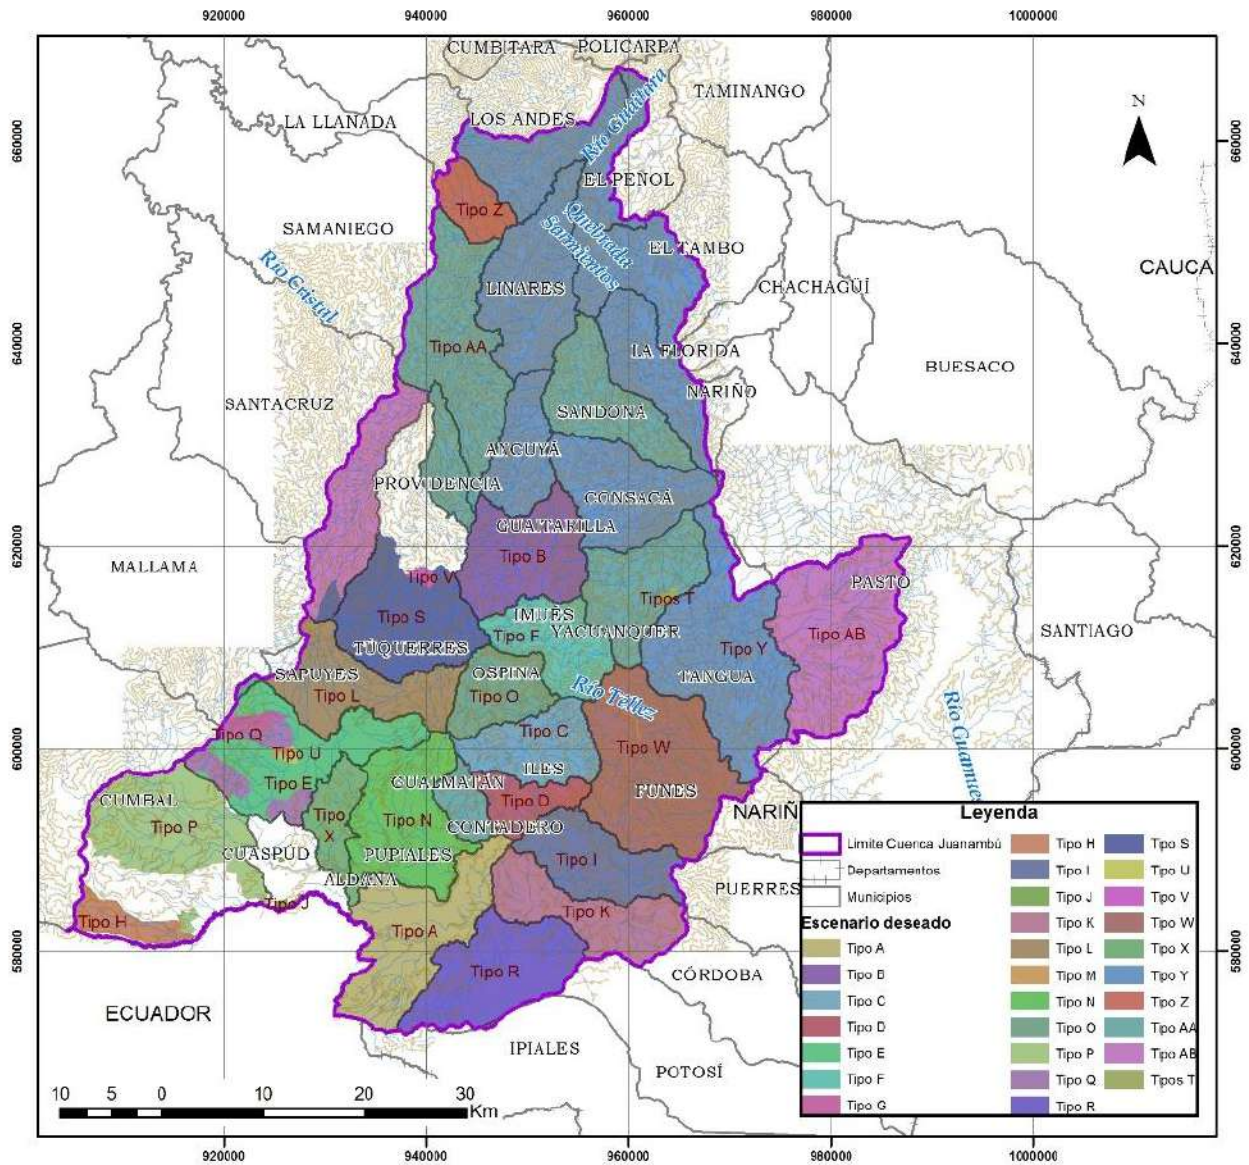 920000 940000 960000 980000 1000000
CUMBITARA POLICARPA
TAMINANGO
LA LLANADA
LOS ANDES
Río Guáitara
N
660000
660000
EL PEÑOL
Tipo Z
SAMANIEGO
Quebrada
Sarmientos
EL TAMBO
CAUCA
Río Cristal
LINARES
CHACHAGÜÍ
640000
640000
Tipo AA
LA FLORIDA
BUESACO
NARIÑO
SANTACRUZ
SANDONÁ
ANCUYÁ
PROVIDENCIA
CONSACÁ
GUAITARILLA
620000
620000
MALLAMA
Tipo B
Tipo V
PASTO
Tipo S
IMUÉS
Tipos T
Tipo F
YACUANQUER
Tipo AB
SANTIAGO
TÚQUERRES
Tipo Y
SAPUYES
OSPINA
TANGUA
Tipo L
Tipo O
Río Téllez
Río Guamues
Tipo Q
Tipo C
Tipo W
600000
600000
Tipo U
ILES
Tipo E
GUALMATÁN
FUNES
CUMBAL
Tipo D
NARIÑ
Tipo P
Tipo X
Tipo N
CONTADERO
CUASPÚD
PUPIALES
Tipo I
ALDANA
PUERRES
Tipo J
Tipo H
Tipo K
Tipo A
580000
580000
Tipo R
CÓRDOBA
ECUADOR
IPIALES
POTOSÍ
10 5 0 10 20 30
Km
Leyenda
Limite Cuenca Juanambú
Departamentos
Municipios
Escenario deseado
Tipo A
Tipo B
Tipo C
Tipo D
Tipo E
Tipo F
Tipo G
Tipo H
Tipo I
Tipo J
Tipo K
Tipo L
Tipo M
Tipo N
Tipo O
Tipo P
Tipo Q
Tipo R
Tipo S
Tipo U
Tipo V
Tipo W
Tipo X
Tipo Y
Tipo Z
Tipo AA
Tipo AB
Tipos T
920000 940000 960000 980000 1000000